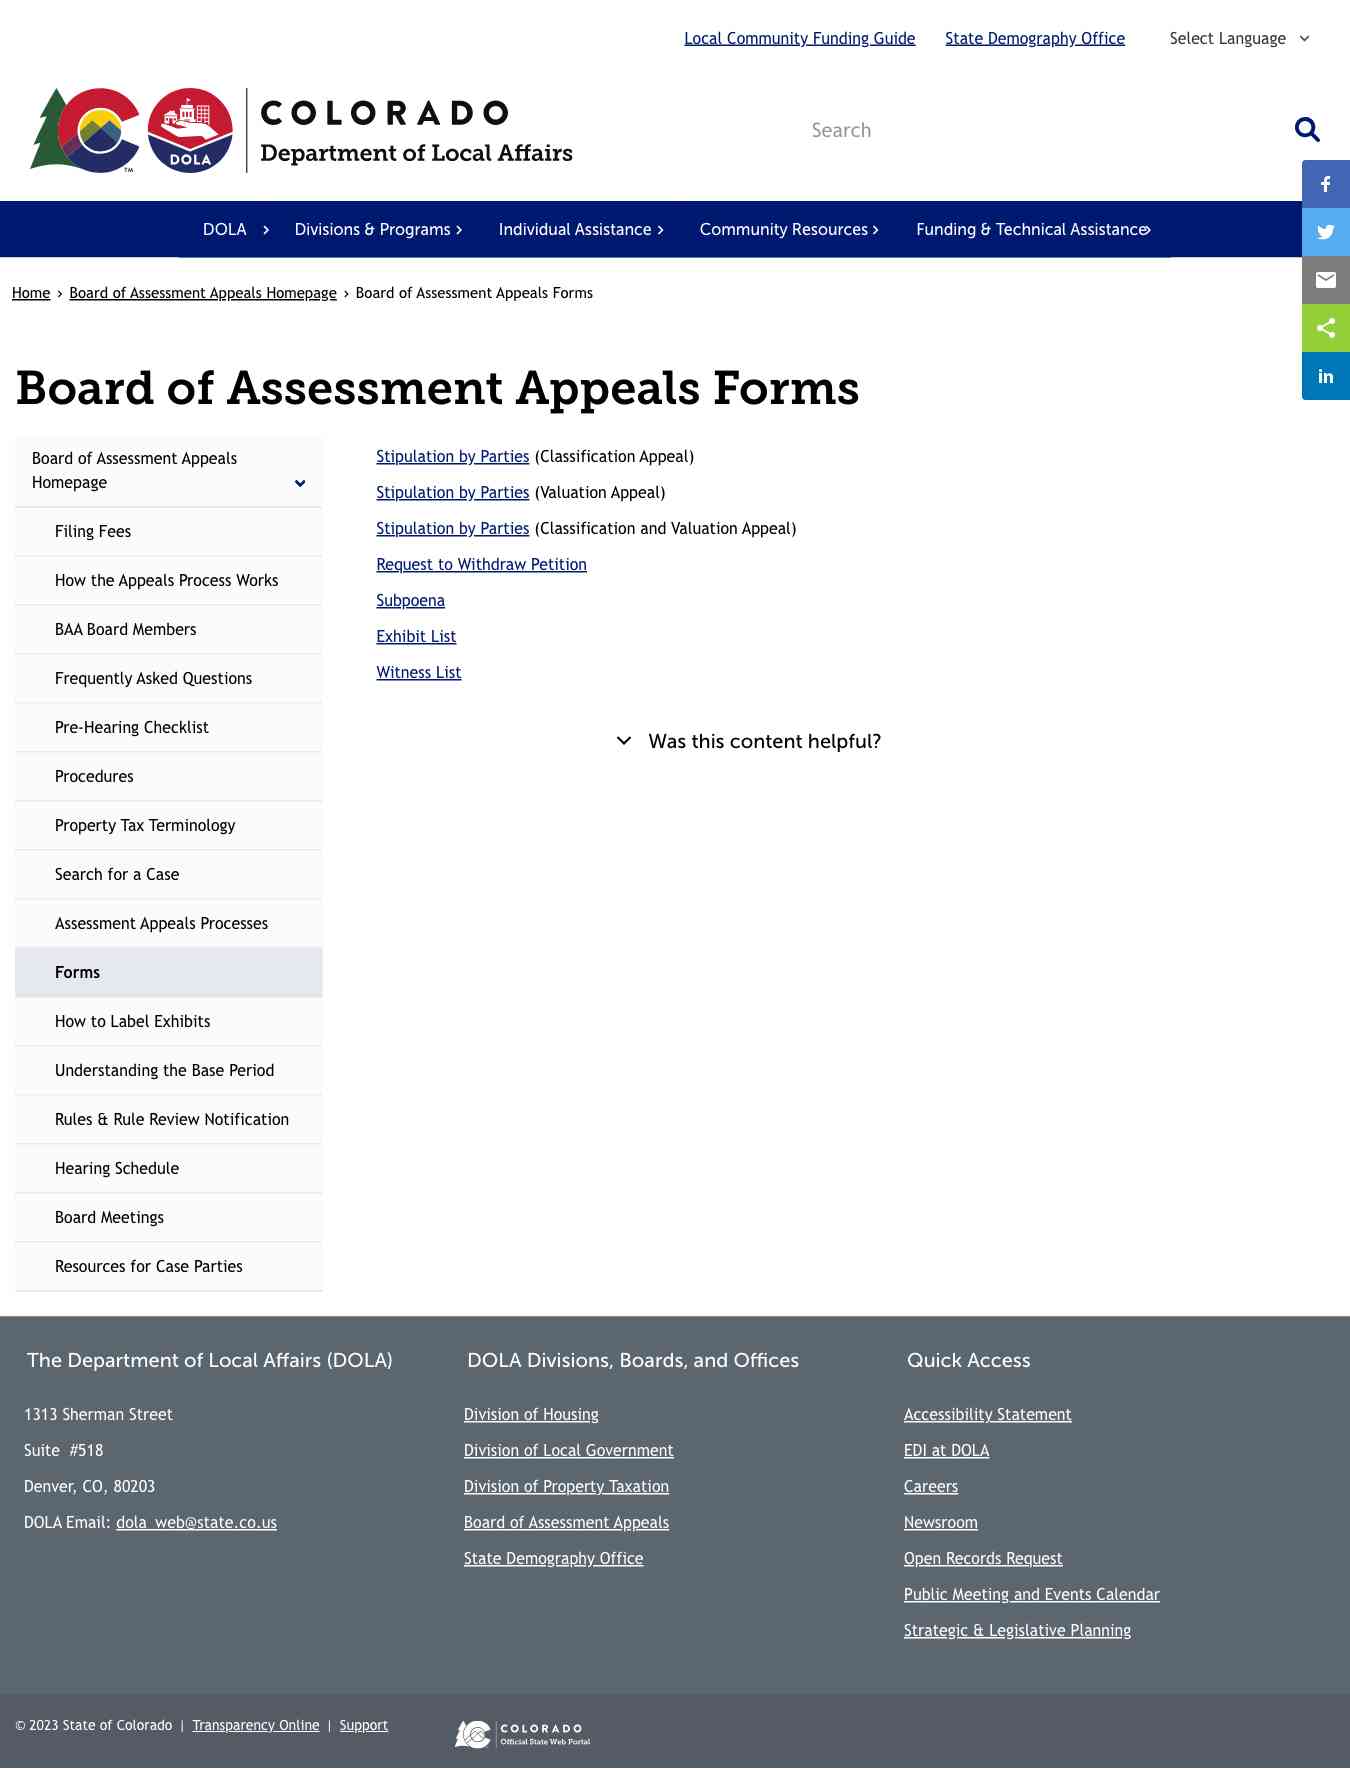 Local Community Funding Guide State Demography Office Select Language
COLORADO
Department of Local Affairs
TM
DOLA
Search
DOLA Divisions & Programs Individual Assistance Community Resources Funding & Technical Assistance
Home › Board of Assessment Appeals Homepage › Board of Assessment Appeals Forms
Board of Assessment Appeals Forms
Board of Assessment Appeals
Homepage
Filing Fees
How the Appeals Process Works
BAA Board Members
Frequently Asked Questions
Pre-Hearing Checklist
Procedures
Property Tax Terminology
Search for a Case
Assessment Appeals Processes
Forms
How to Label Exhibits
Understanding the Base Period
Rules & Rule Review Notification
Hearing Schedule
Board Meetings
Resources for Case Parties
Stipulation by Parties (Classification Appeal)
Stipulation by Parties (Valuation Appeal)
Stipulation by Parties (Classification and Valuation Appeal)
Request to Withdraw Petition
Subpoena
Exhibit List
Witness List
Was this content helpful?
The Department of Local Affairs (DOLA)
1313 Sherman Street
Suite #518
Denver, CO, 80203
DOLA Email: dola_web@state.co.us
DOLA Divisions, Boards, and Offices
Division of Housing
Division of Local Government
Division of Property Taxation
Board of Assessment Appeals
State Demography Office
Quick Access
Accessibility Statement
EDI at DOLA
Careers
Newsroom
Open Records Request
Public Meeting and Events Calendar
Strategic & Legislative Planning
© 2023 State of Colorado | Transparency Online | Support
COLORADO
Official State Web Portal